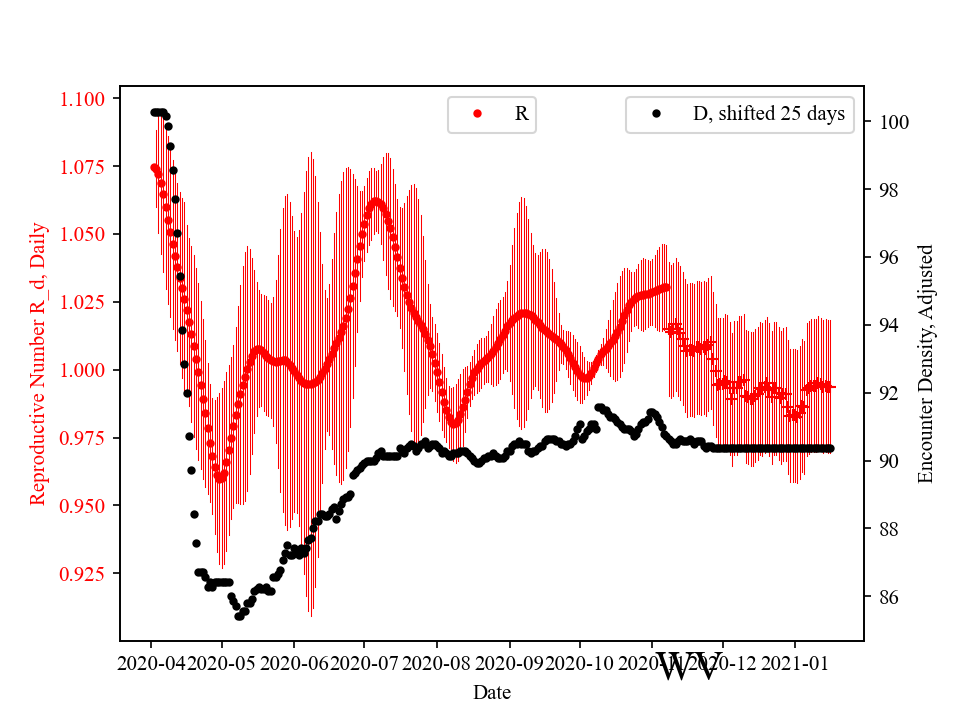 R
D, shifted 25 days
1.100
1.075
1.050
1.025
1.000
0.975
0.950
0.925
Reproductive Number R_d, Daily
100
98
96
94
92
90
88
86
Encounter Density, Adjusted
2020-04 2020-05 2020-06 2020-07 2020-08 2020-09 2020-10 2020-11 2020-12 2021-01
WV
Date